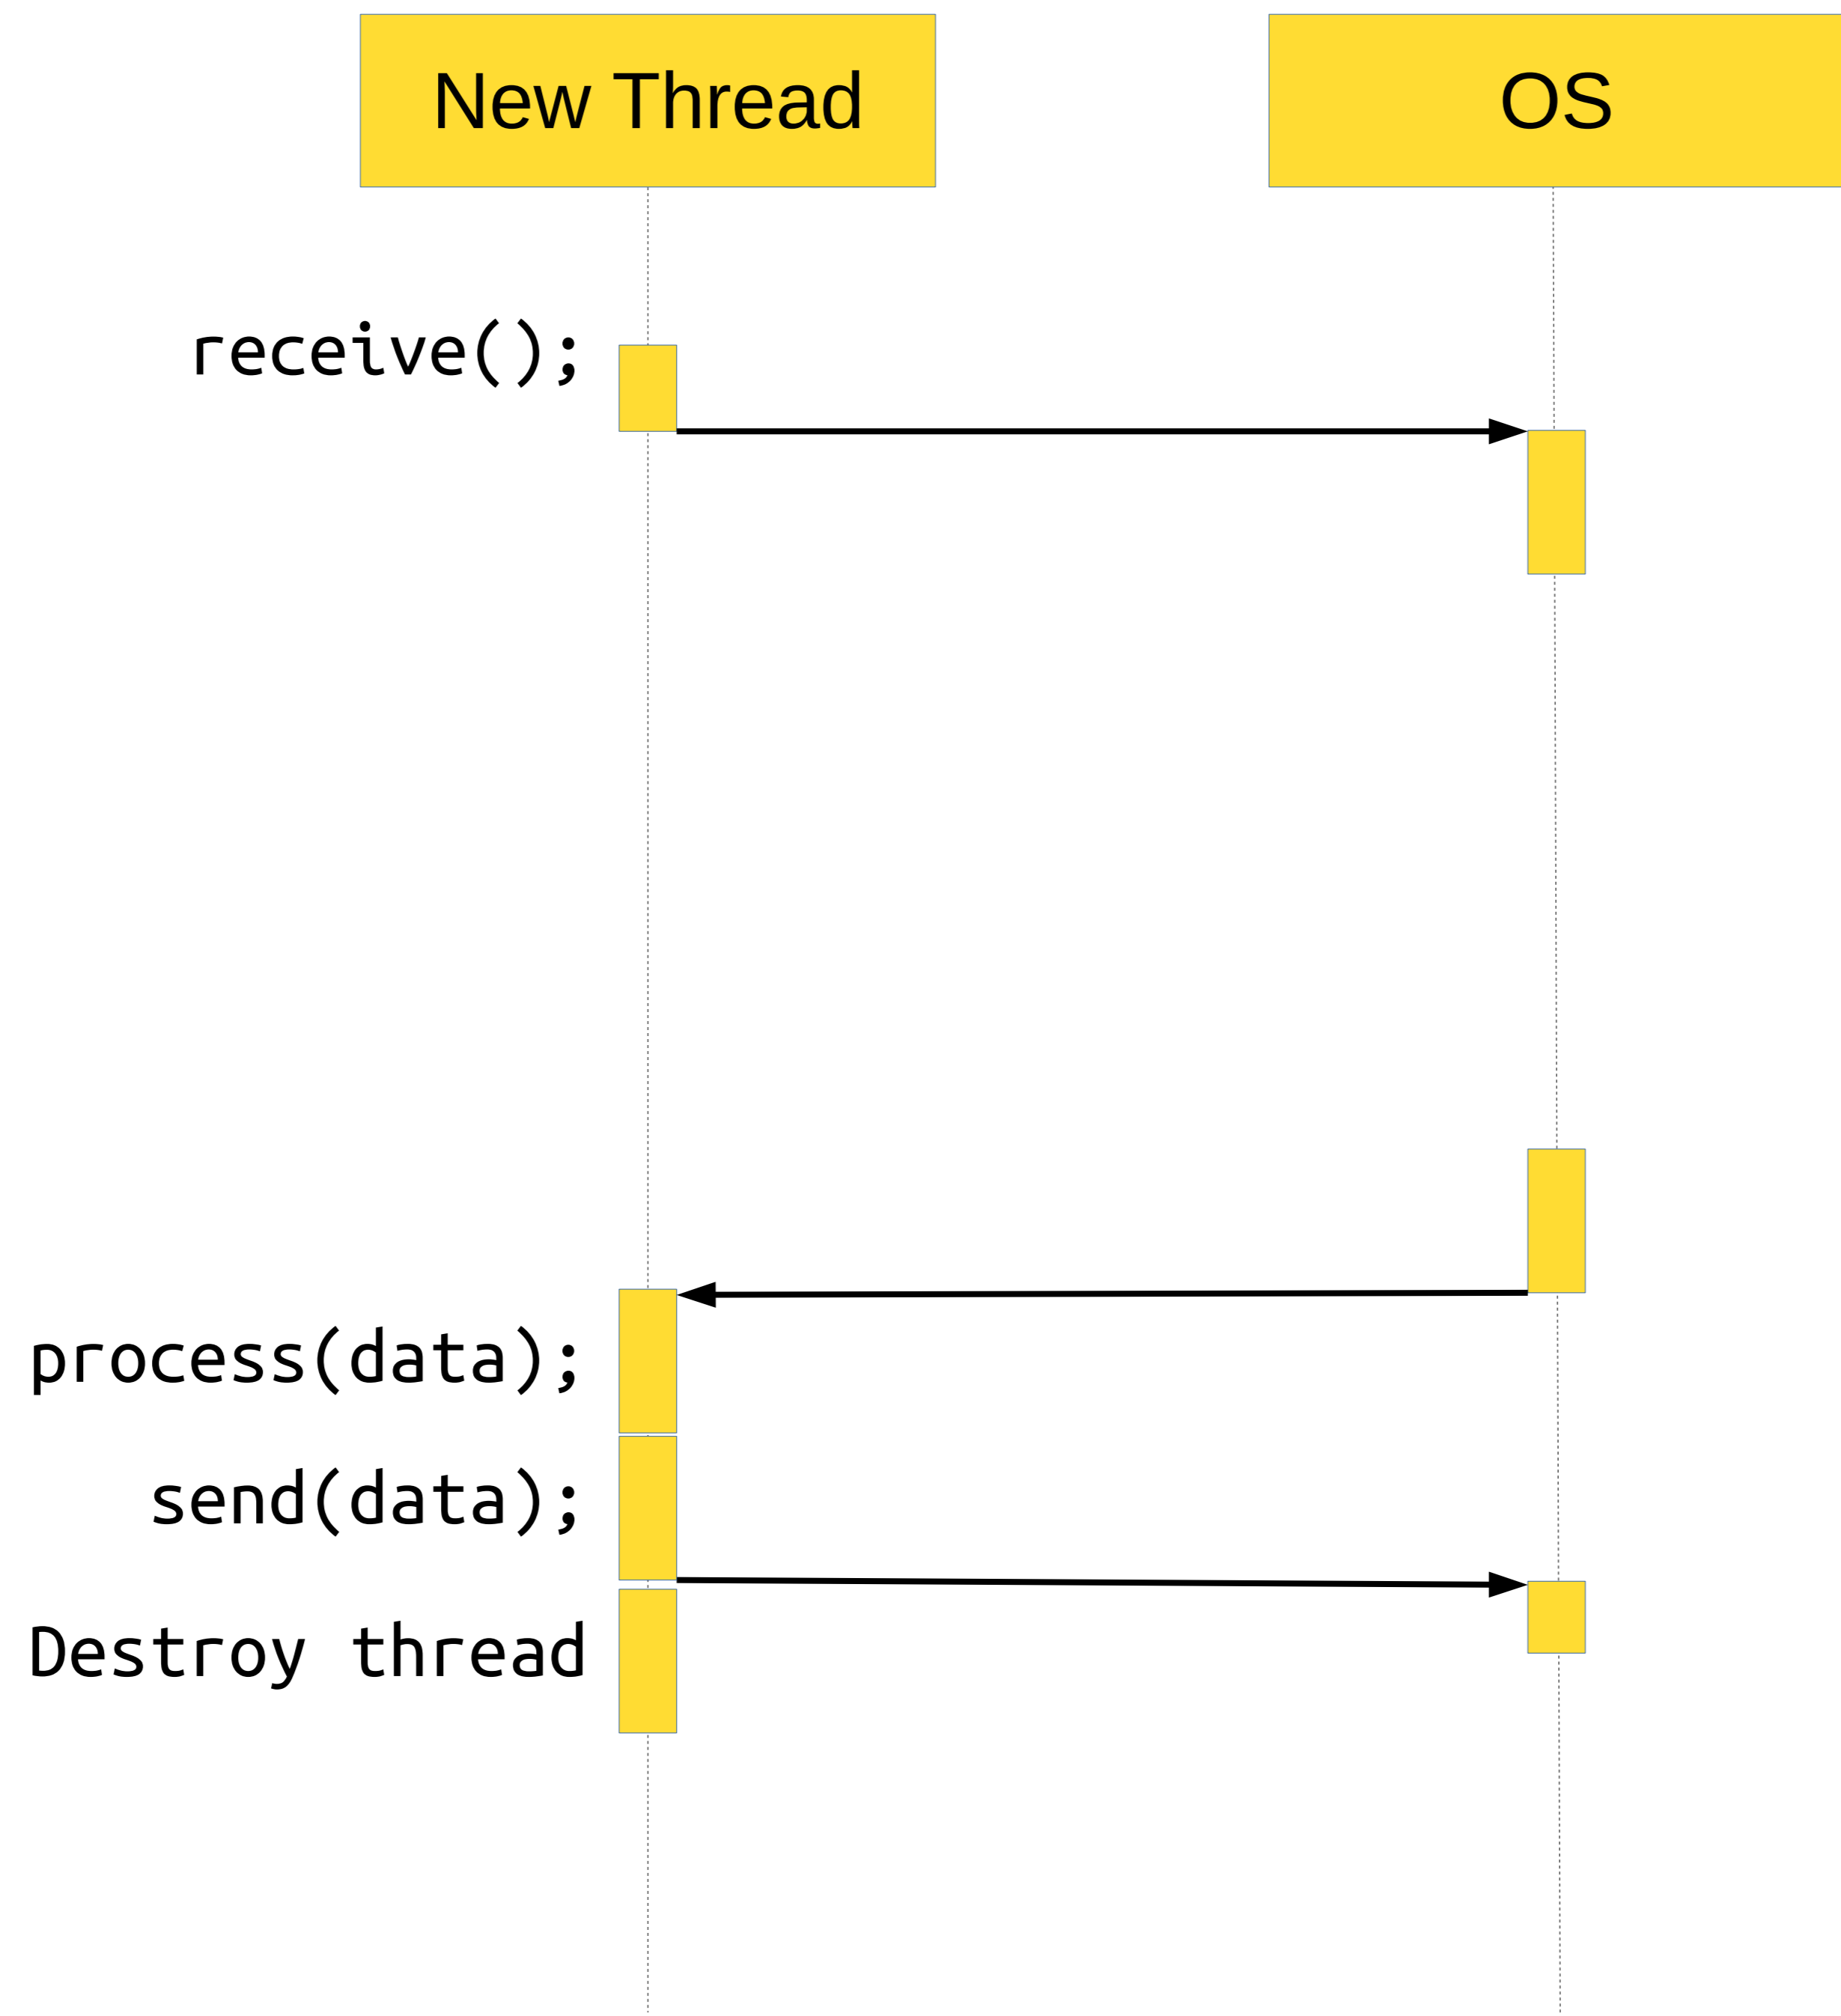 New Thread
OS
receive();
process(data);
send(data);
Destroy thread